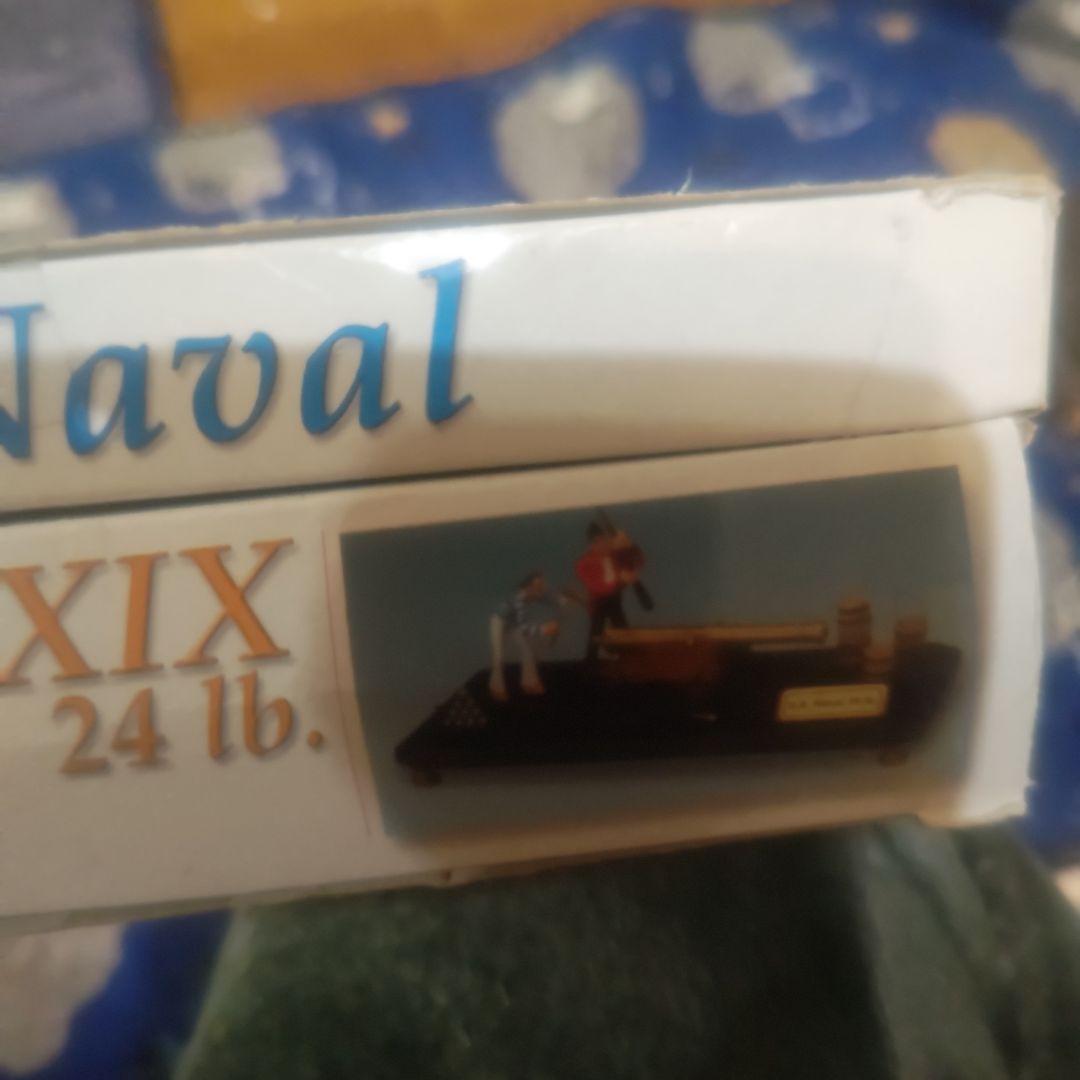 Naval
XIX
24 lb.